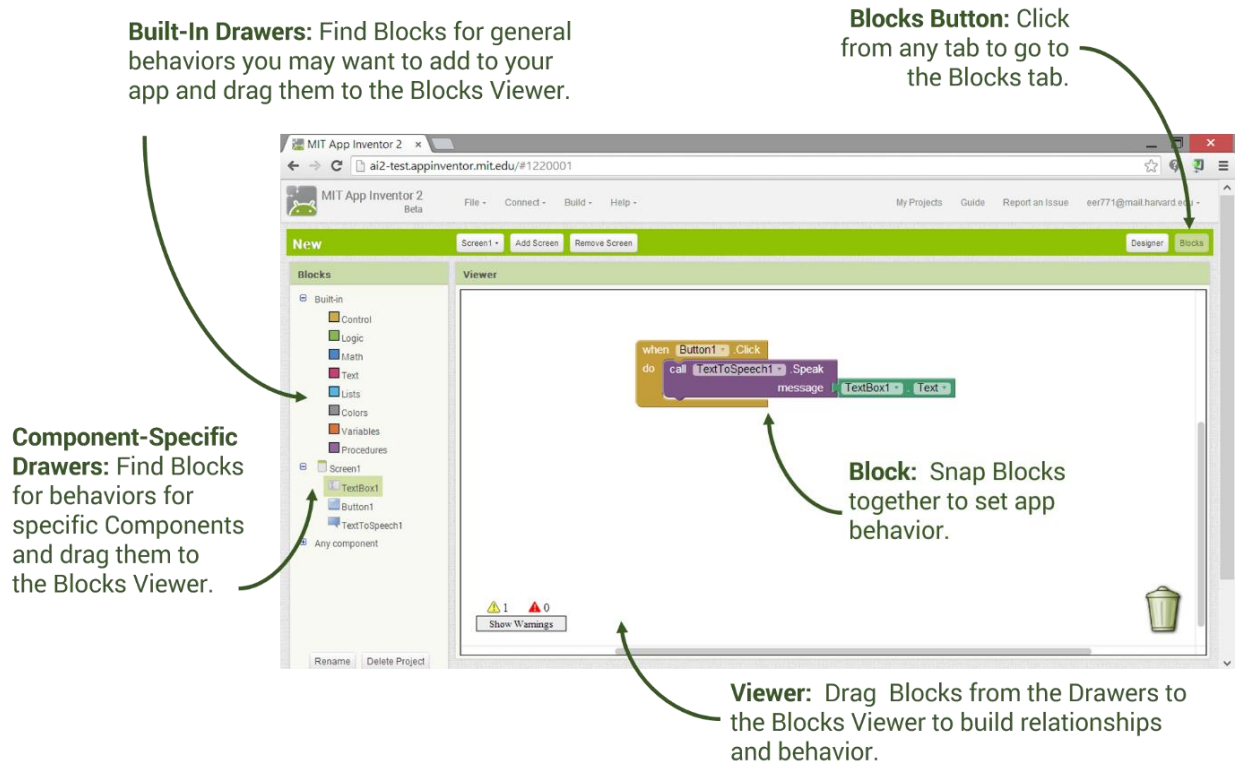 Built-In Drawers: Find Blocks for general
behaviors you may want to add to your
app and drag them to the Blocks Viewer.
Blocks Button: Click
from any tab to go to
the Blocks tab.
MIT App Inventor 2 ×
ai2-test.appinventor.mit.edu/#1220001
MIT App Inventor 2
Beta
File Connect Build Help
My Projects Guide Report an Issue eer771@mail.harvard.edu
New
Screen1 Add Screen Remove Screen
Designer Blocks
Blocks
Viewer
Built-in
Control
Logic
Math
Text
Lists
Colors
Variables
Procedures
Screen1
TextBox1
Button1
TextToSpeech1
Any component
when Button1 .Click
do call TextToSpeech1 .Speak
message TextBox1 . Text
Component-Specific
Drawers: Find Blocks
for behaviors for
specific Components
and drag them to
the Blocks Viewer.
Block: Snap Blocks
together to set app
behavior.
1 0
Show Warnings
Rename Delete Project
Viewer: Drag Blocks from the Drawers to
the Blocks Viewer to build relationships
and behavior.